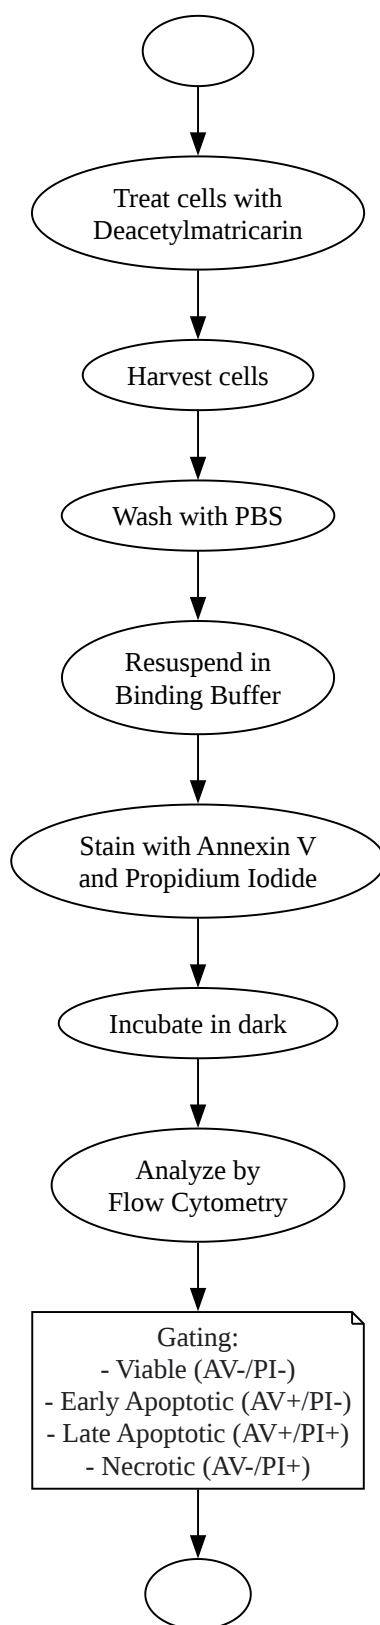 Treat cells with
Deacetylmatricarin
Harvest cells
Wash with PBS
Resuspend in
Binding Buffer
Stain with Annexin V
and Propidium Iodide
Incubate in dark
Analyze by
Flow Cytometry
Gating:
- Viable (AV-/PI-)
- Early Apoptotic (AV+/PI-)
- Late Apoptotic (AV+/PI+)
- Necrotic (AV-/PI+)